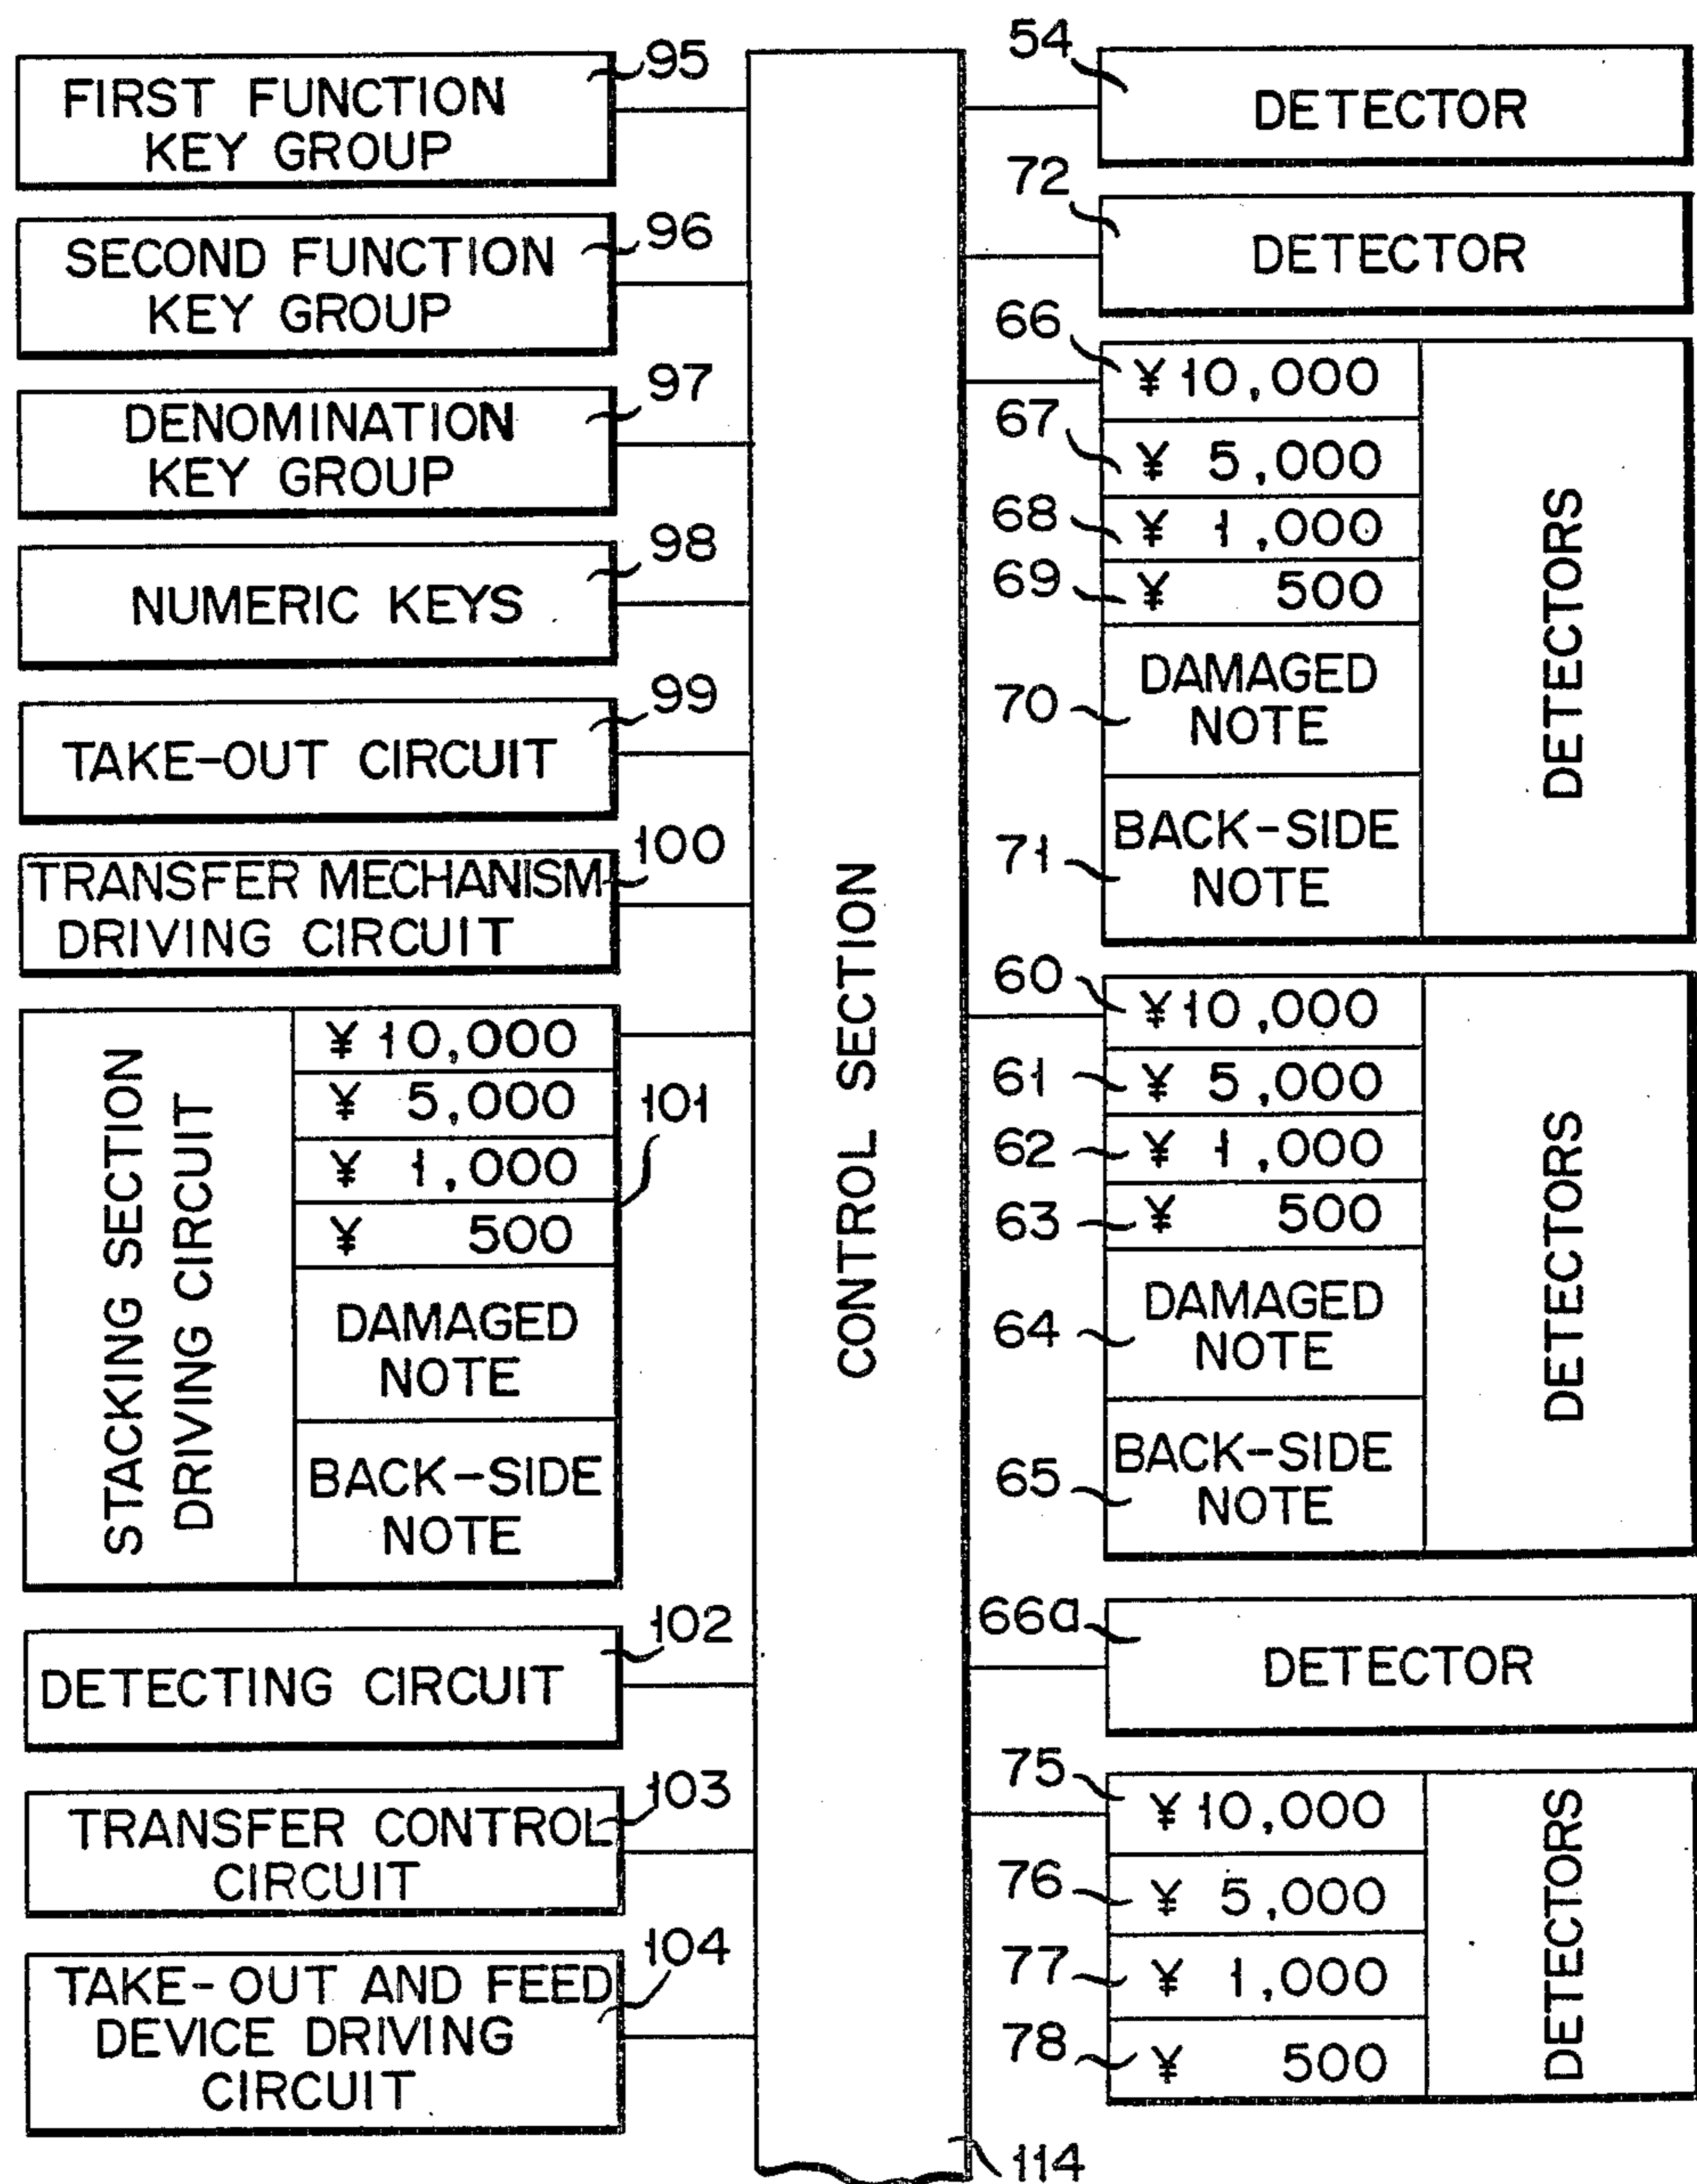 95
FIRST FUNCTION
KEY GROUP
96
SECOND FUNCTION
KEY GROUP
97
DENOMINATION
KEY GROUP
98
NUMERIC KEYS
99
TAKE-OUT CIRCUIT
100
TRANSFER MECHANISM
DRIVING CIRCUIT
STACKING SECTION
DRIVING CIRCUIT
¥ 10,000
¥ 5,000
¥ 1,000
¥ 500
DAMAGED
NOTE
BACK-SIDE
NOTE
101
102
DETECTING CIRCUIT
103
TRANSFER CONTROL
CIRCUIT
104
TAKE-OUT AND FEED
DEVICE DRIVING
CIRCUIT
CONTROL SECTION
114
54
DETECTOR
72
DETECTOR
66
¥ 10,000
67
¥ 5,000
68
¥ 1,000
69
¥ 500
70
DAMAGED
NOTE
71
BACK-SIDE
NOTE
DETECTORS
60
¥ 10,000
61
¥ 5,000
62
¥ 1,000
63
¥ 500
64
DAMAGED
NOTE
65
BACK-SIDE
NOTE
DETECTORS
66a
DETECTOR
75
¥ 10,000
76
¥ 5,000
77
¥ 1,000
78
¥ 500
DETECTORS